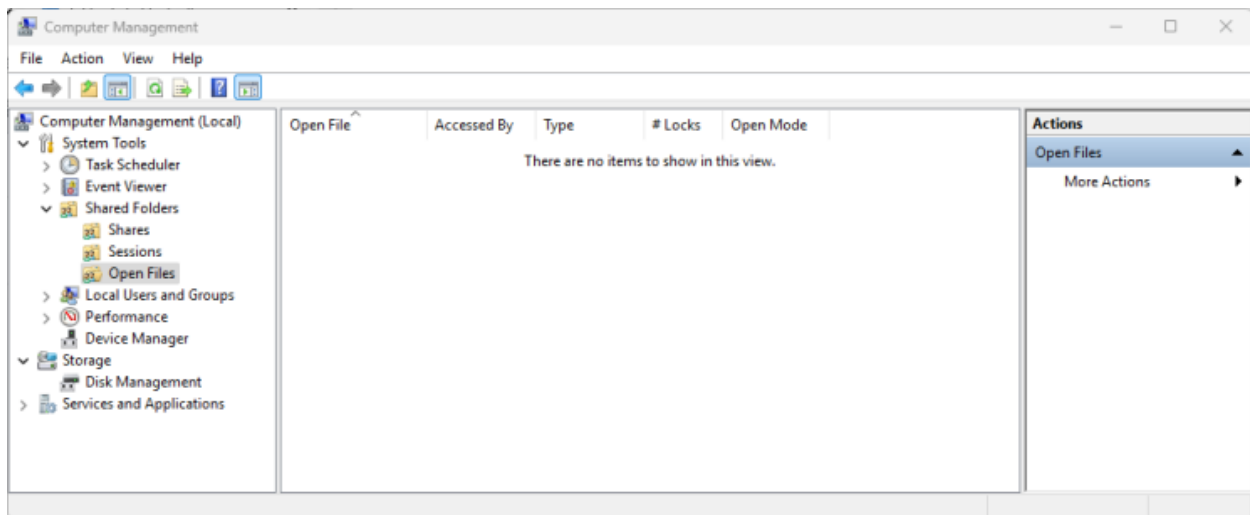 Computer Management
File Action View Help
Computer Management (Local)
System Tools
Task Scheduler
Event Viewer
Shared Folders
Shares
Sessions
Open Files
Local Users and Groups
Performance
Device Manager
Storage
Disk Management
Services and Applications
Open File Accessed By Type # Locks Open Mode
There are no items to show in this view.
Actions
Open Files
More Actions